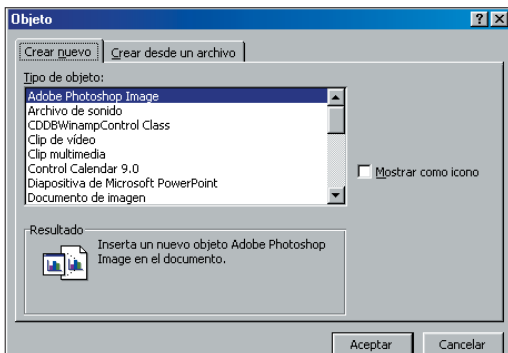 Objeto
Crear nuevo
Crear desde un archivo
Tipo de objeto:
Adobe Photoshop Image
Archivo de sonido
CDDBWinampControl Class
Clip de vídeo
Clip multimedia
Control Calendar 9.0
Diapositiva de Microsoft PowerPoint
Documento de imagen
Mostrar como icono
Resultado
Inserta un nuevo objeto Adobe Photoshop
Image en el documento.
Aceptar
Cancelar